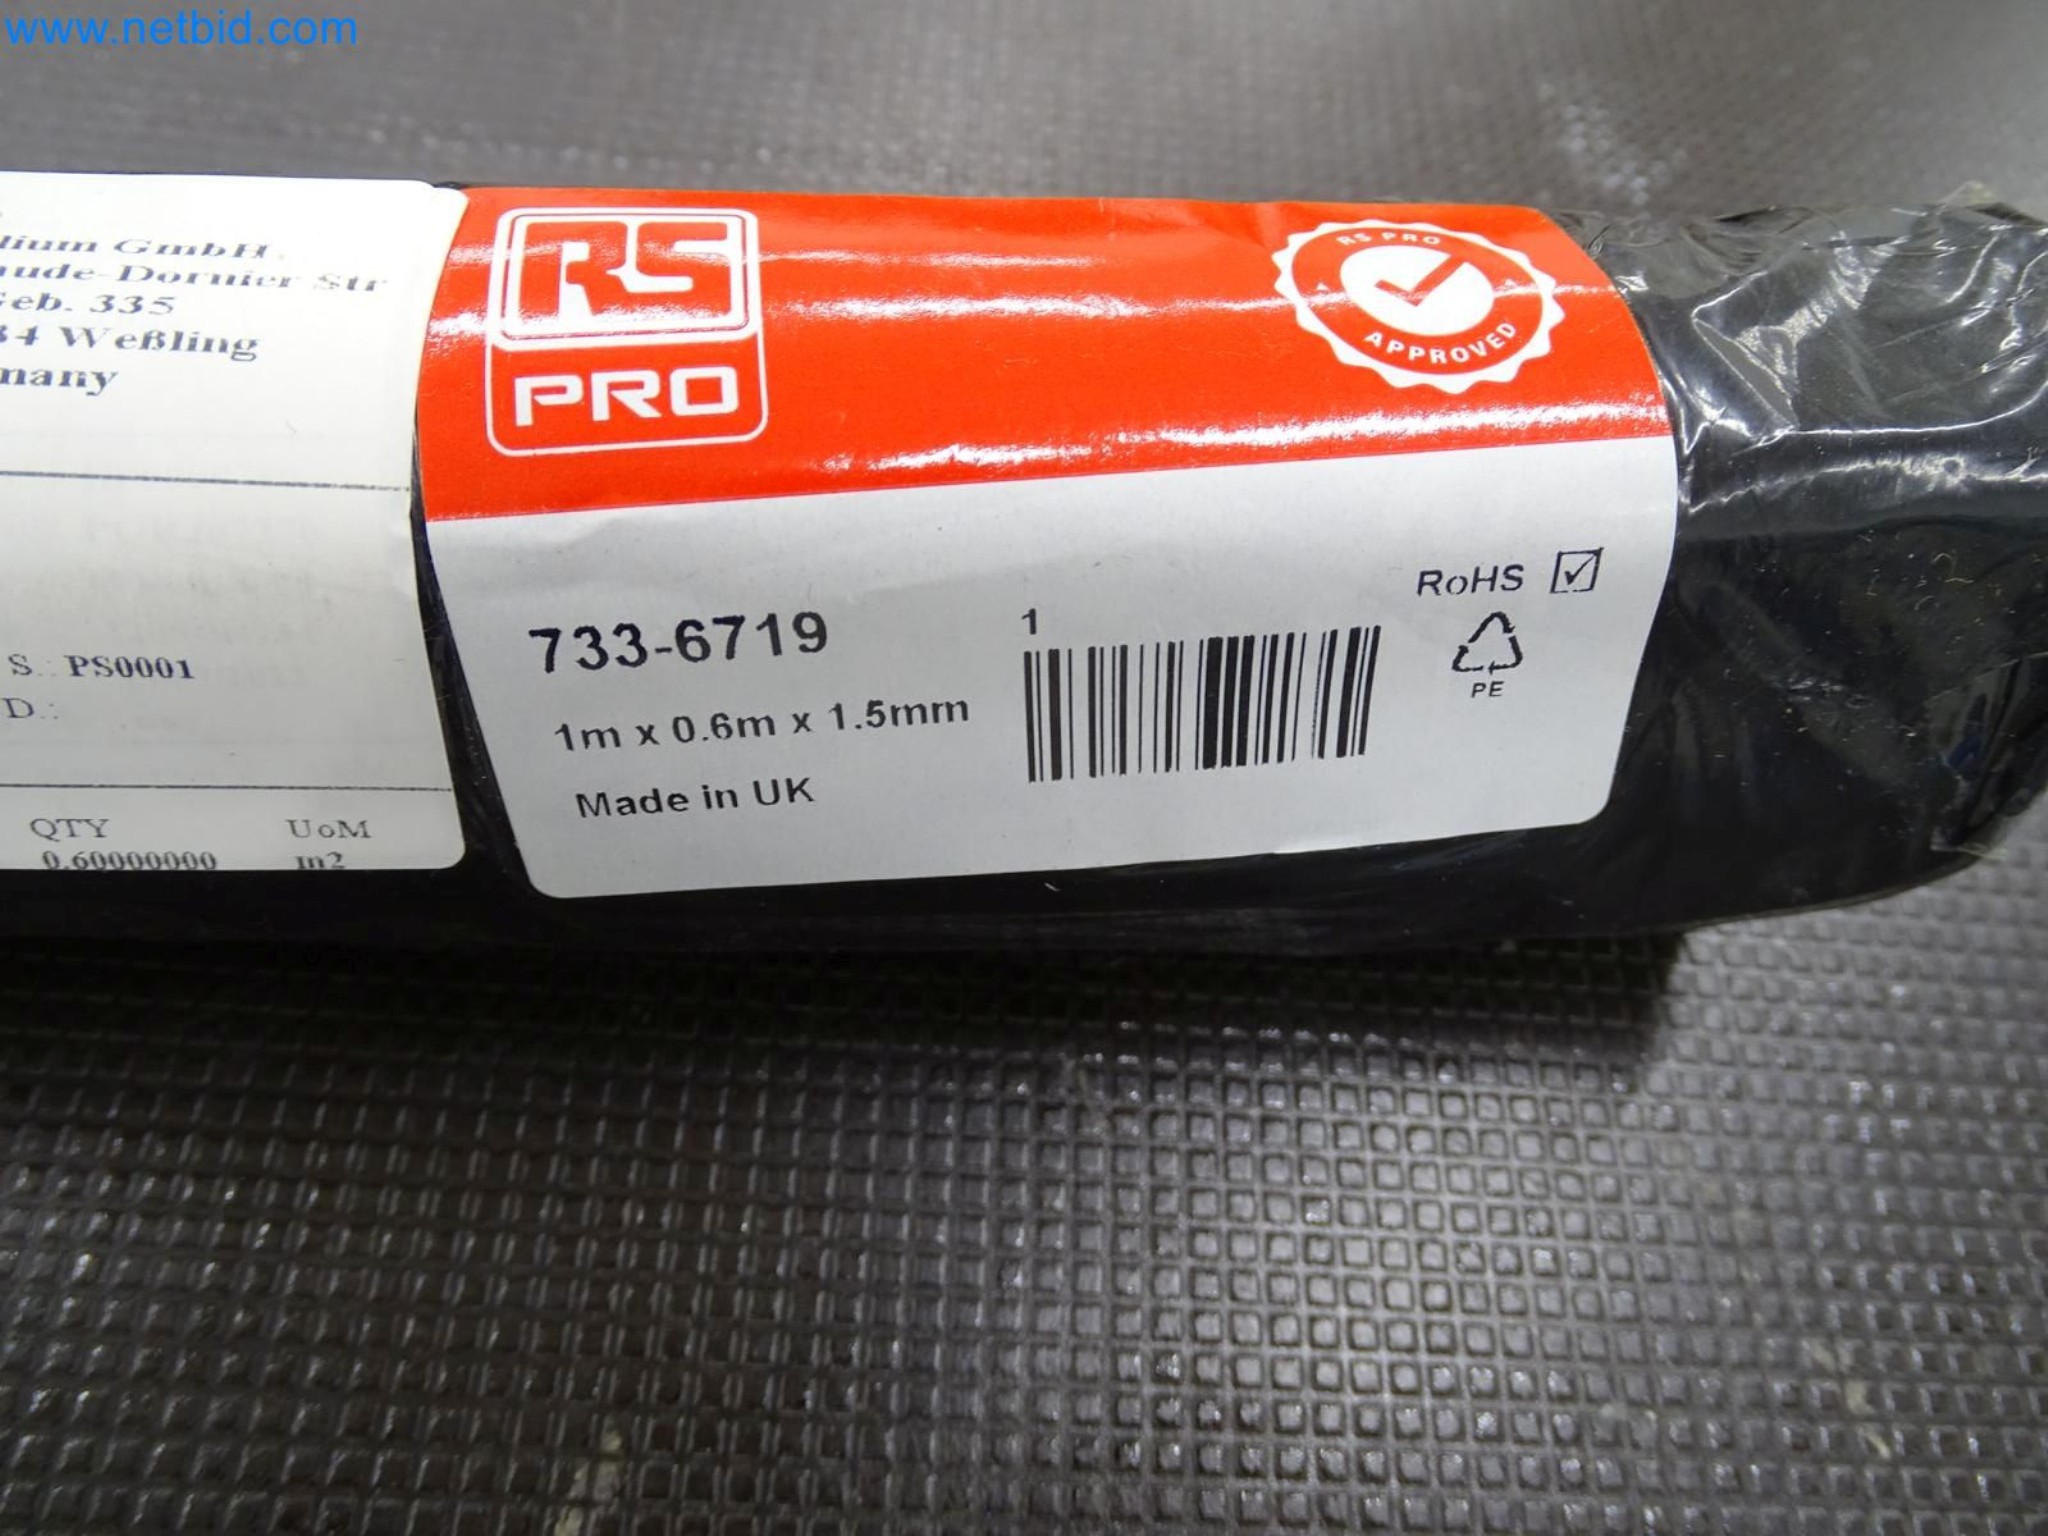 www.netbid.com
lium GmbH
aude-Dornier Str
Geb. 335
34 Weßling
many
S.: PS0001
D.:
QTY UoM
0.60000000 m2
RS
PRO
RS PRO
APPROVED
733-6719
1m x 0.6m x 1.5mm
Made in UK
1
RoHS
PE